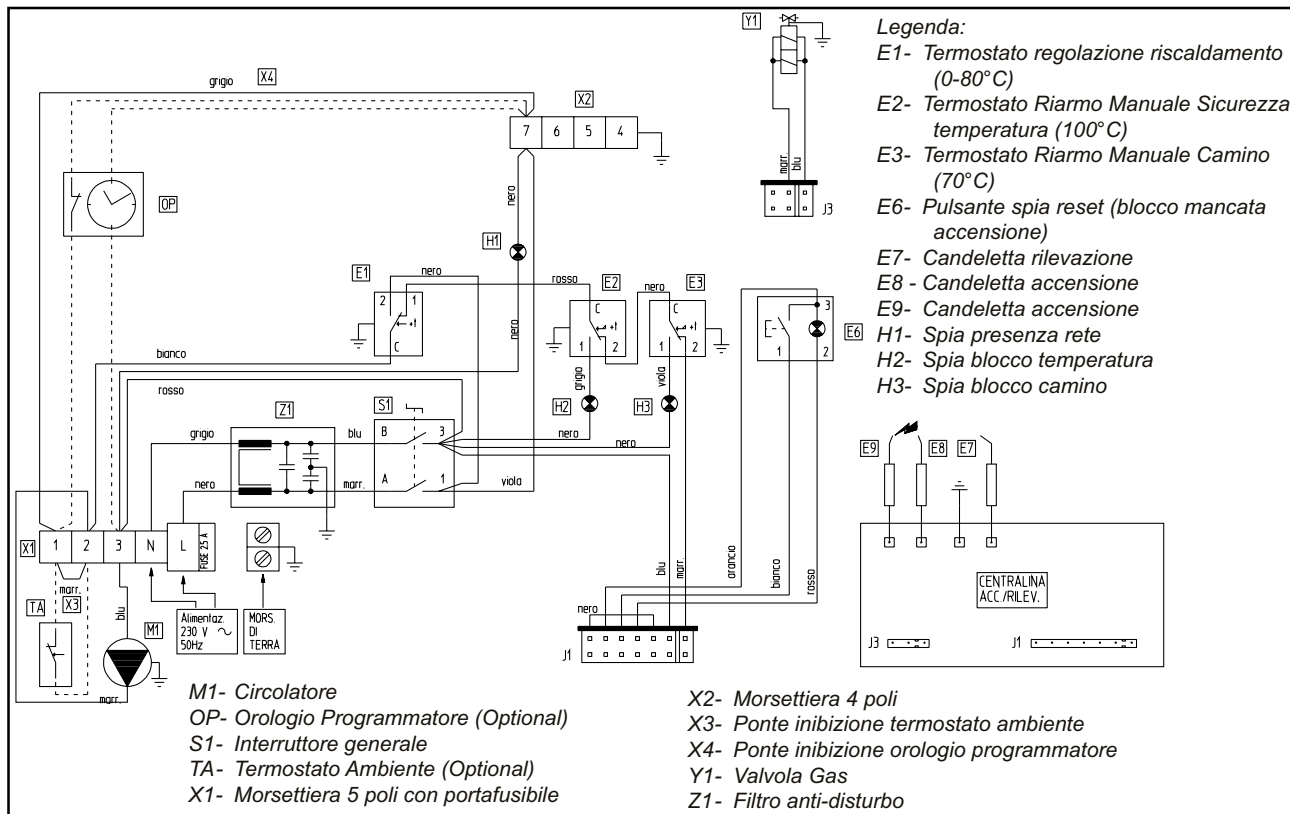 Y1
marr.
blu
J3
Legenda:
E1- Termostato regolazione riscaldamento
(0-80°C)
E2- Termostato Riarmo Manuale Sicurezza
temperatura (100°C)
E3- Termostato Riarmo Manuale Camino
(70°C)
E6- Pulsante spia reset (blocco mancata
accensione)
E7- Candeletta rilevazione
E8 - Candeletta accensione
E9- Candeletta accensione
H1- Spia presenza rete
H2- Spia blocco temperatura
H3- Spia blocco camino
grigio
X4
X2
7 6 5 4
OP
nero
H1
nero
E1
2 1
C
nero
rosso
E2
C
1 2
nero
E3
C
1 2
3
E6
1 2
bianco
rosso
grigio
viola
H2
H3
nero
nero
Z1
S1
grigio
blu
B 3
nero
marr.
A 1
viola
X1
1 2 3 N L
FUSE 2.5 A
marr.
X3
TA
blu
M1
marr.
Alimentaz.
230 V ~
50Hz
MORS.
DI
TERRA
blu
marr.
arancio
bianco
rosso
nero
J1
E9
E8
E7
CENTRALINA
ACC./RILEV.
J3
J1
M1- Circolatore
OP- Orologio Programmatore (Optional)
S1- Interruttore generale
TA- Termostato Ambiente (Optional)
X1- Morsettiera 5 poli con portafusibile
X2- Morsettiera 4 poli
X3- Ponte inibizione termostato ambiente
X4- Ponte inibizione orologio programmatore
Y1- Valvola Gas
Z1- Filtro anti-disturbo